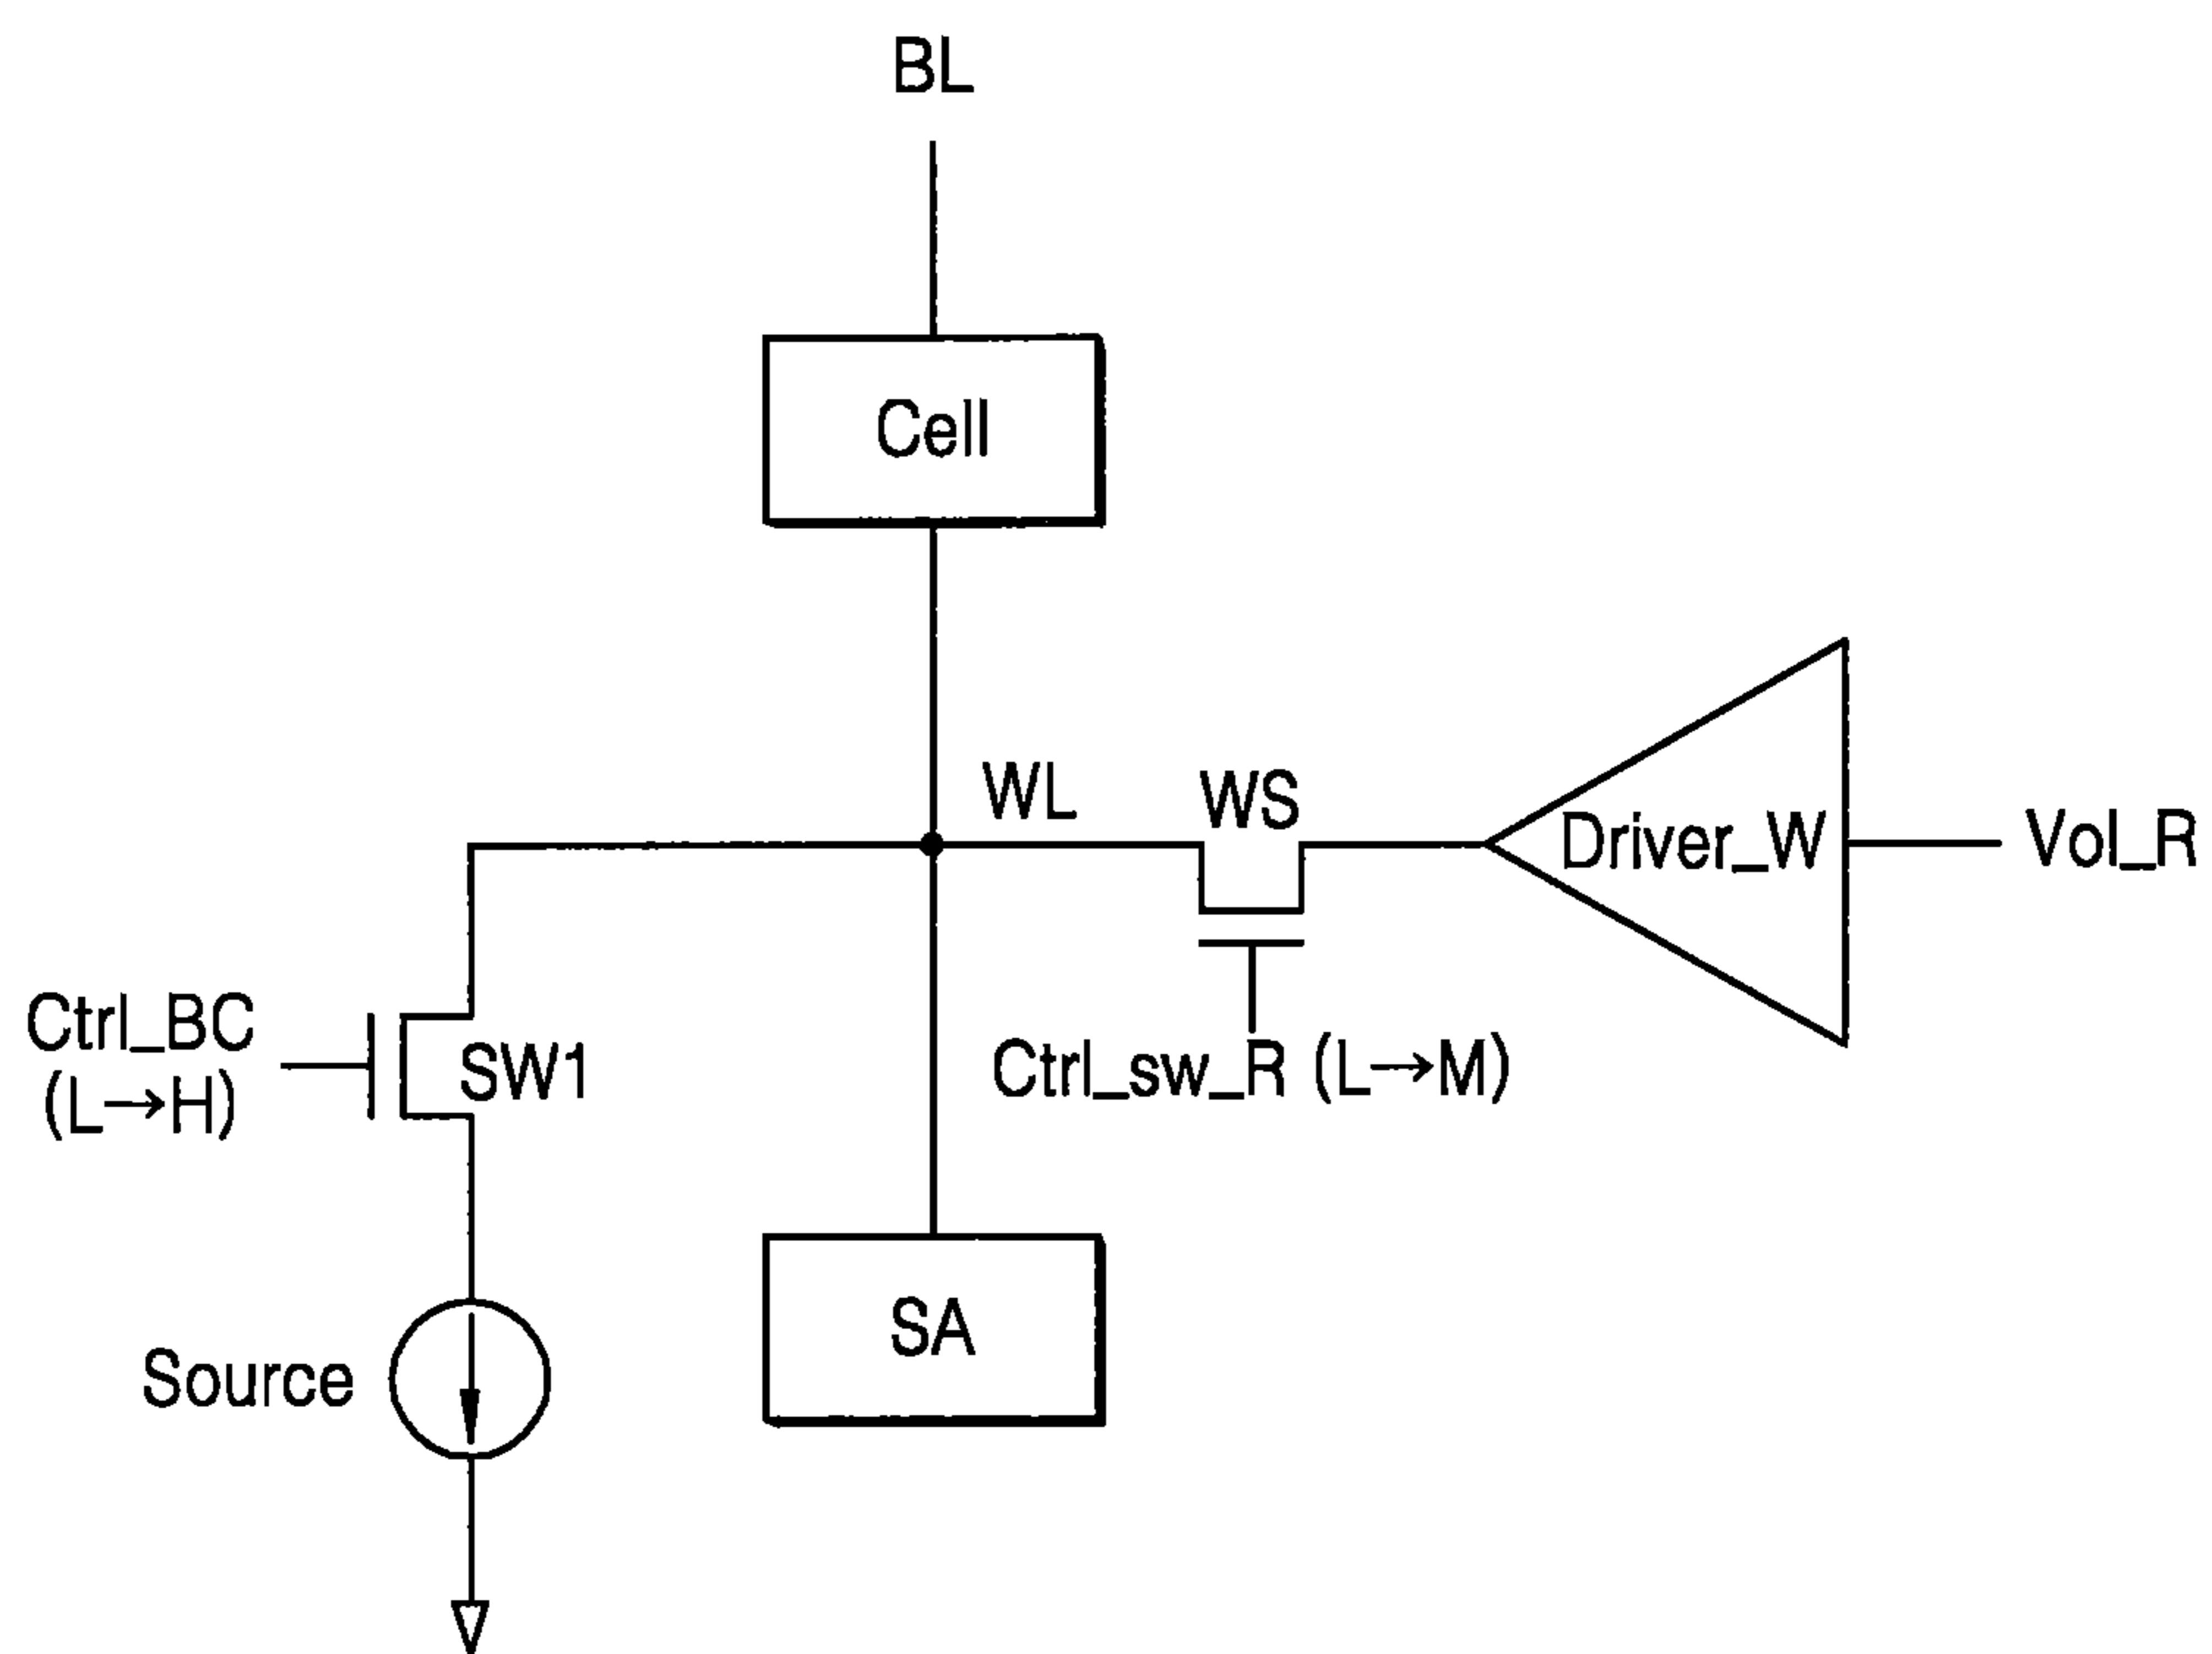 BL
Cell
WL
WS
Driver_W
Vol_R
Ctrl_BC
(L→H)
SW1
Ctrl_sw_R (L→M)
Source
SA